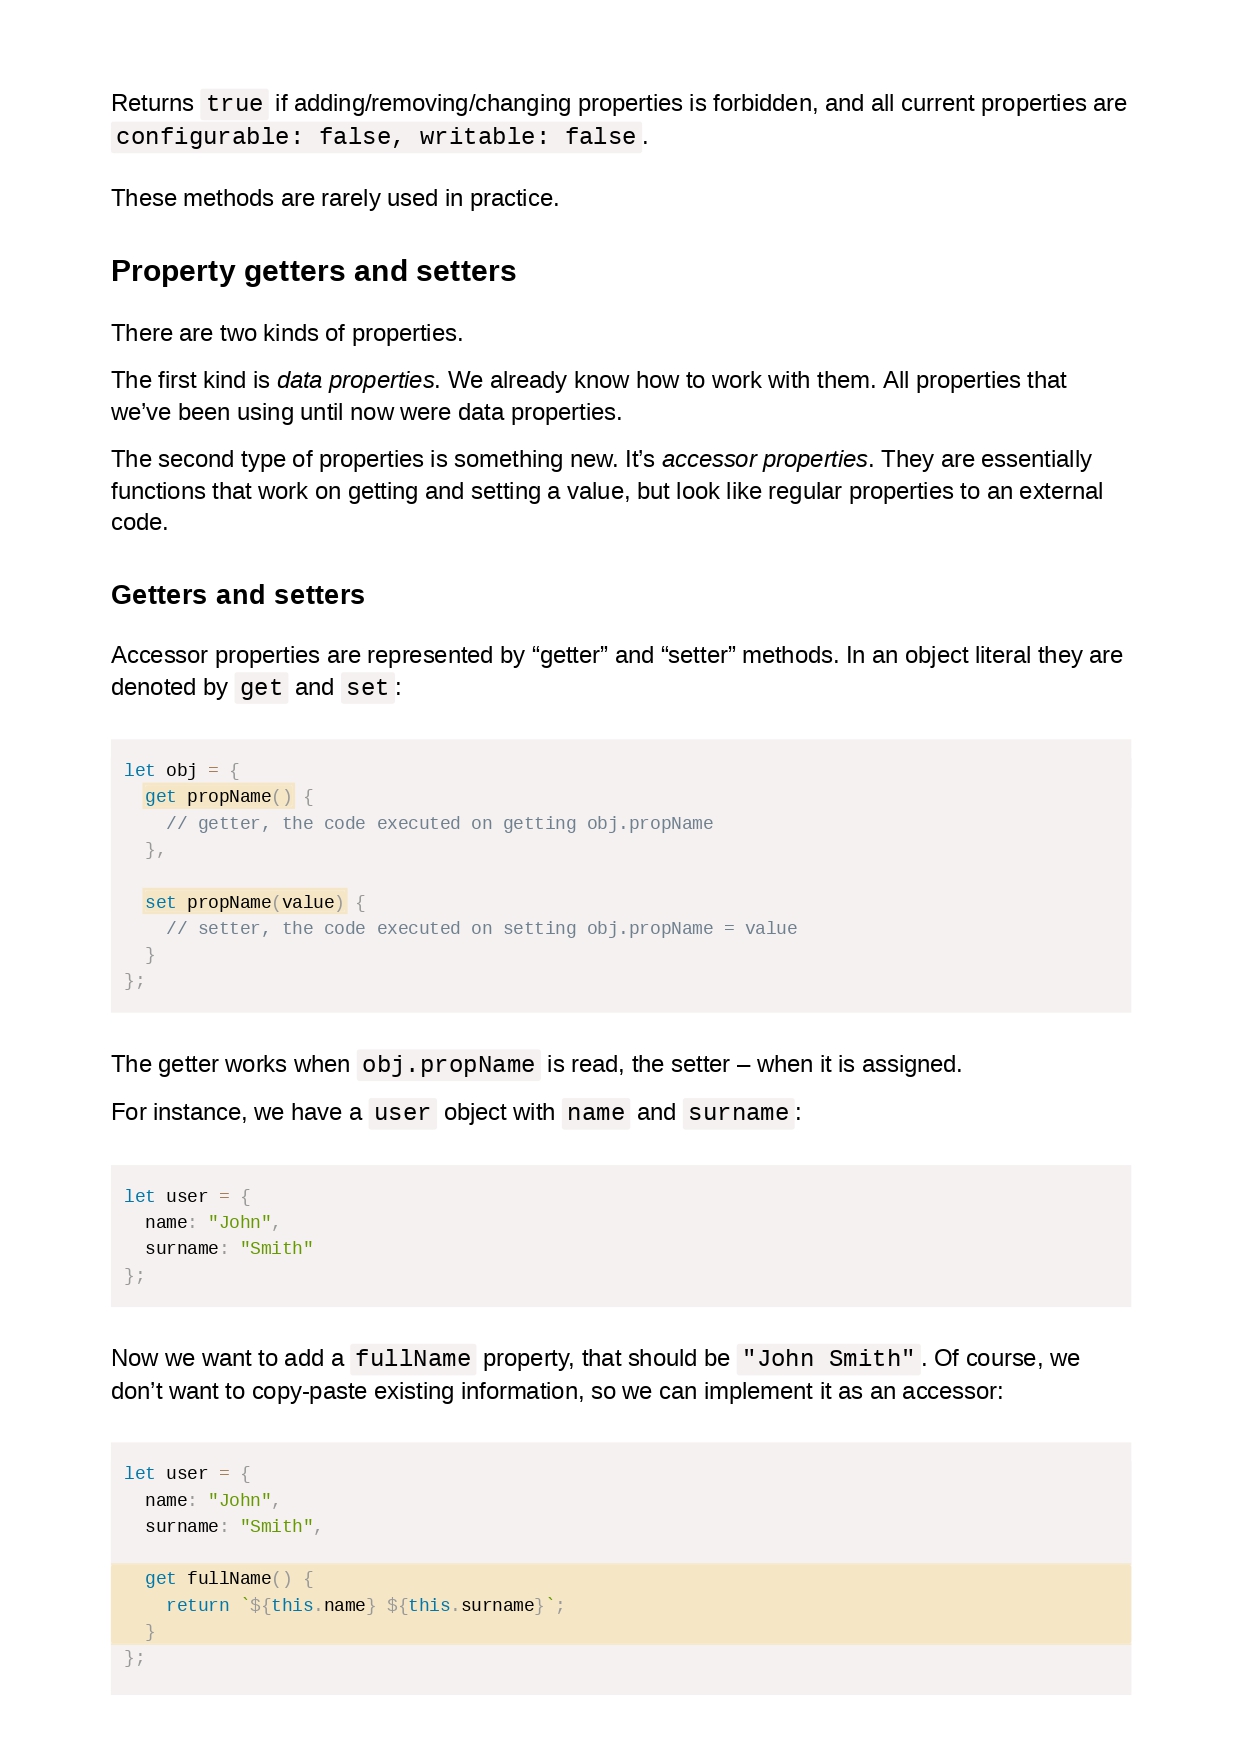 Returns true if adding/removing/changing properties is forbidden, and all current properties are
configurable: false, writable: false.
These methods are rarely used in practice.
Property getters and setters
There are two kinds of properties.
The first kind is data properties. We already know how to work with them. All properties that
we’ve been using until now were data properties.
The second type of properties is something new. It’s accessor properties. They are essentially
functions that work on getting and setting a value, but look like regular properties to an external
code.
Getters and setters
Accessor properties are represented by “getter” and “setter” methods. In an object literal they are
denoted by get and set:
let obj = {
  get propName() {
    // getter, the code executed on getting obj.propName
  },
  set propName(value) {
    // setter, the code executed on setting obj.propName = value
  }
};
The getter works when obj.propName is read, the setter – when it is assigned.
For instance, we have a user object with name and surname:
let user = {
  name: "John",
  surname: "Smith"
};
Now we want to add a fullName property, that should be "John Smith". Of course, we
don’t want to copy-paste existing information, so we can implement it as an accessor:
let user = {
  name: "John",
  surname: "Smith",
  get fullName() {
    return `${this.name} ${this.surname}`;
  }
};